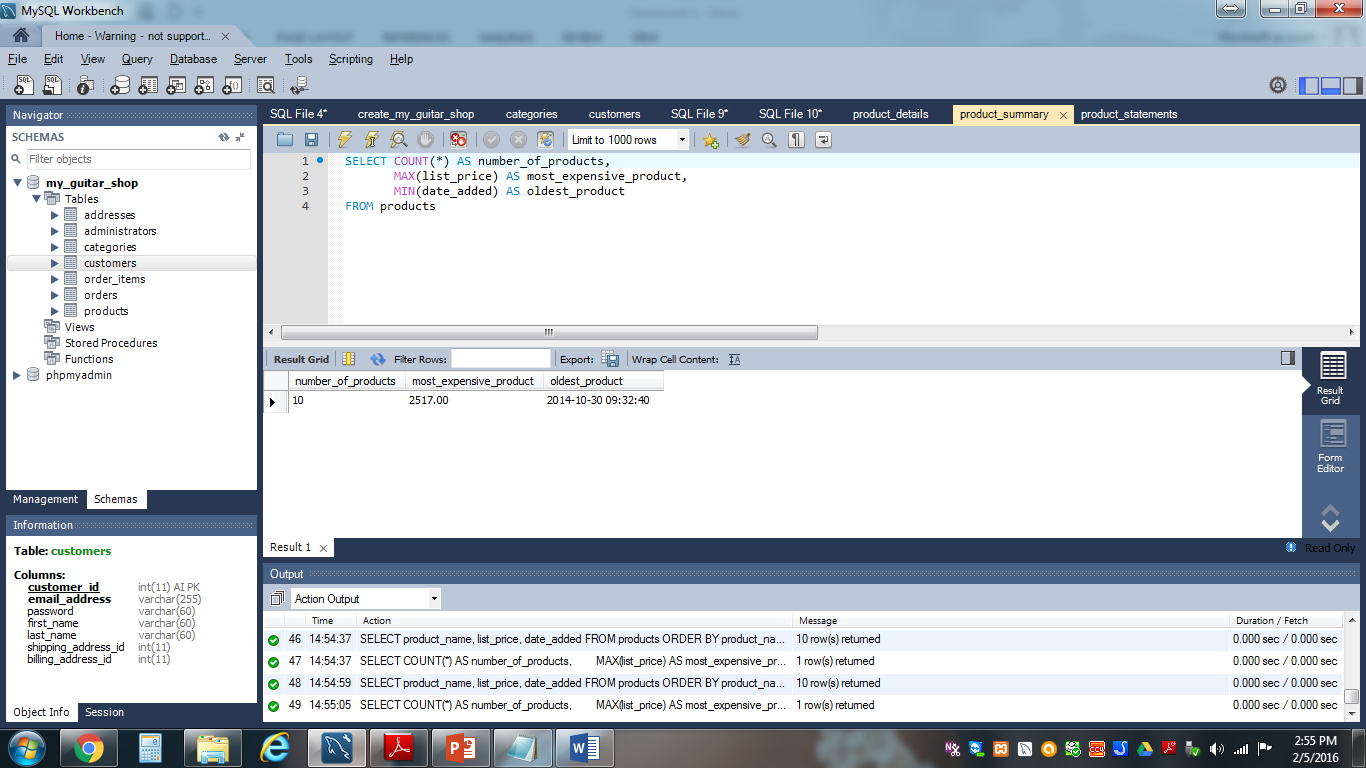 MySQL Workbench
Home - Warning - not support...
File Edit View Query Database Server Tools Scripting Help
Navigator
SCHEMAS
Filter objects
my_guitar_shop
Tables
addresses
administrators
categories
customers
order_items
orders
products
Views
Stored Procedures
Functions
phpmyadmin
Management Schemas
Information
Table: customers
Columns:
customer_id int(11) AI PK
email_address varchar(255)
password varchar(60)
first_name varchar(60)
last_name varchar(60)
shipping_address_id int(11)
billing_address_id int(11)
Object Info Session
SQL File 4* create_my_guitar_shop categories customers SQL File 9* SQL File 10* product_details product_summary product_statements
Limit to 1000 rows
1 SELECT COUNT(*) AS number_of_products,
2 MAX(list_price) AS most_expensive_product,
3 MIN(date_added) AS oldest_product
4 FROM products
Result Grid Filter Rows: Export: Wrap Cell Content:
number_of_products most_expensive_product oldest_product
10 2517.00 2014-10-30 09:32:40
Result Grid
Form Editor
Result 1
Read Only
Output
Action Output
Time Action Message Duration / Fetch
46 14:54:37 SELECT product_name, list_price, date_added FROM products ORDER BY product_na... 10 row(s) returned 0.000 sec / 0.000 sec
47 14:54:37 SELECT COUNT(*) AS number_of_products, MAX(list_price) AS most_expensive_pr... 1 row(s) returned 0.000 sec / 0.000 sec
48 14:54:59 SELECT product_name, list_price, date_added FROM products ORDER BY product_na... 10 row(s) returned 0.000 sec / 0.000 sec
49 14:55:05 SELECT COUNT(*) AS number_of_products, MAX(list_price) AS most_expensive_pr... 1 row(s) returned 0.000 sec / 0.000 sec
2:55 PM
2/5/2016